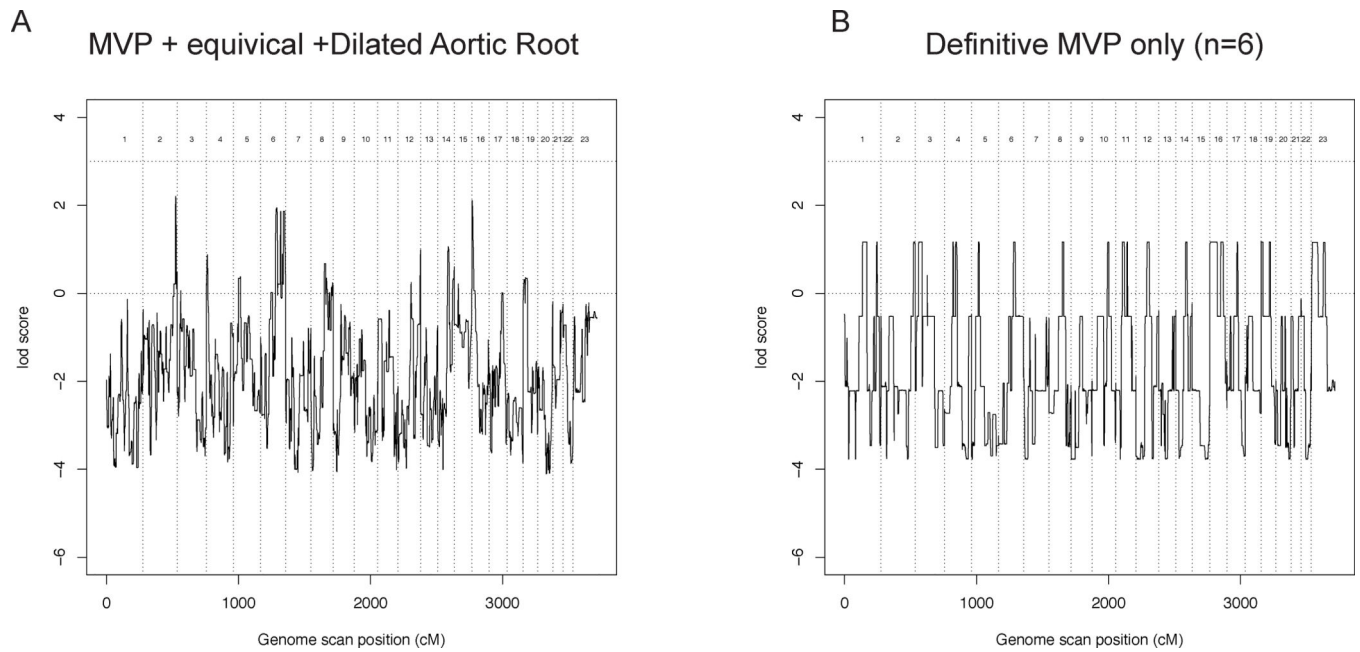 A
MVP + equivical +Dilated Aortic Root
4
2
0
−2
−4
−6
lod score
1 2 3 4 5 6 7 8 9 10 11 12 13 14 15 16 17 18 19 20 21 22 23
0 1000 2000 3000
Genome scan position (cM)
B
Definitive MVP only (n=6)
4
2
0
−2
−4
−6
lod score
1 2 3 4 5 6 7 8 9 10 11 12 13 14 15 16 17 18 19 20 21 22 23
0 1000 2000 3000
Genome scan position (cM)